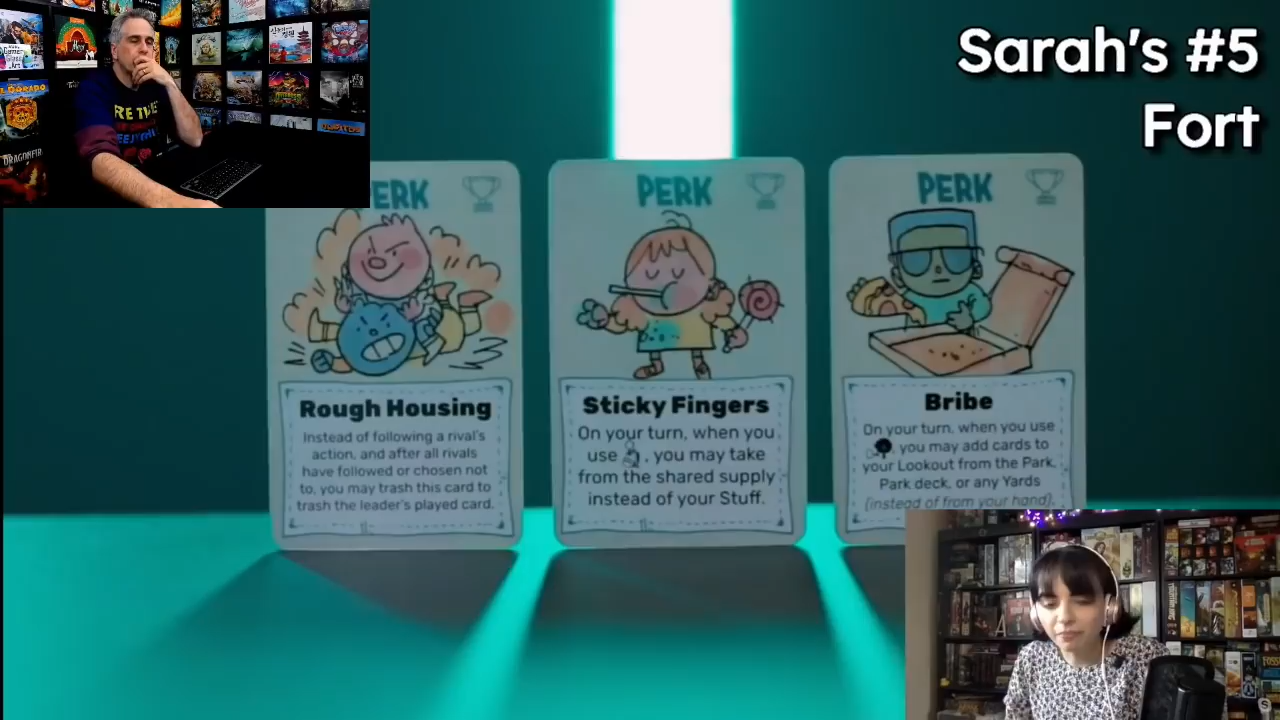 Sarah's #5
Fort
PERK
PERK
PERK
Rough Housing
Instead of following a rival's
action, and after all rivals
have followed or chosen not
to, you may trash this card to
trash the leader's played card.
Sticky Fingers
On your turn, when you
use , you may take
from the shared supply
instead of your Stuff.
Bribe
On your turn, when you use
, you may add cards to
your Lookout from the Park,
Park deck, or any Yards
(instead of from your hand).
DORADO
DRAGONFIRE